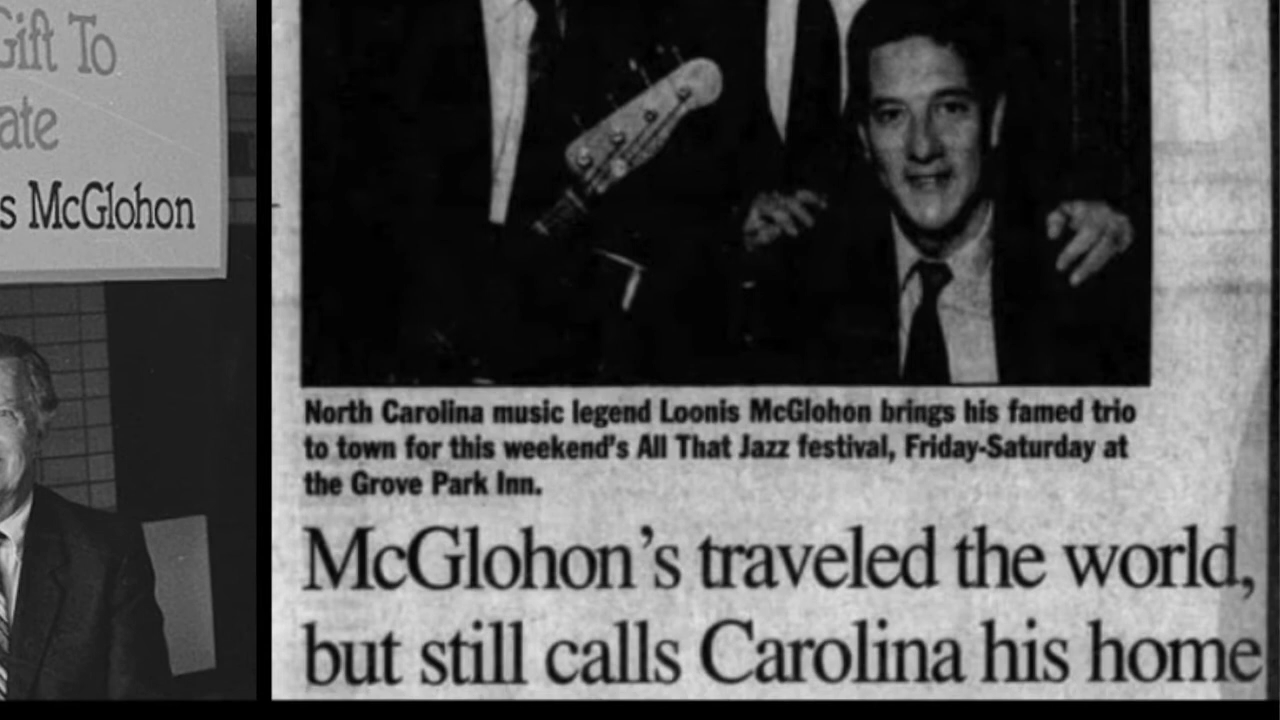 Gift To
ate
s McGlohon
North Carolina music legend Loonis McGlohon brings his famed trio
to town for this weekend's All That Jazz festival, Friday-Saturday at
the Grove Park Inn.
McGlohon's traveled the world,
but still calls Carolina his home